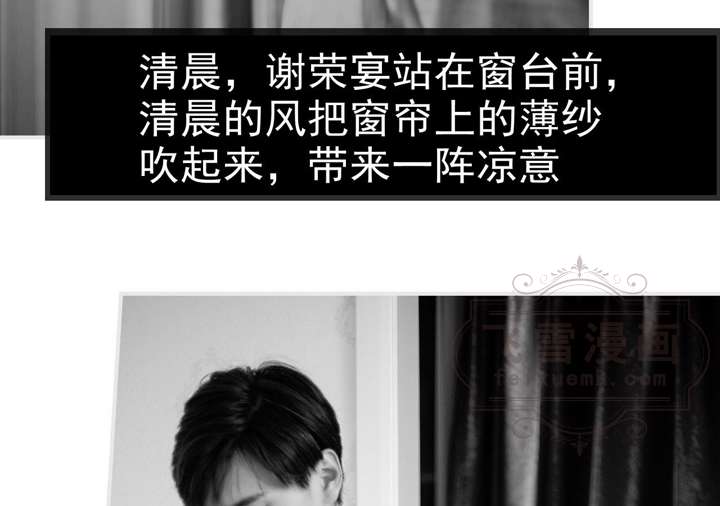 清晨，谢荣宴站在窗台前，
清晨的风把窗帘上的薄纱
吹起来，带来一阵凉意
飞雪漫画
feixuemh.com